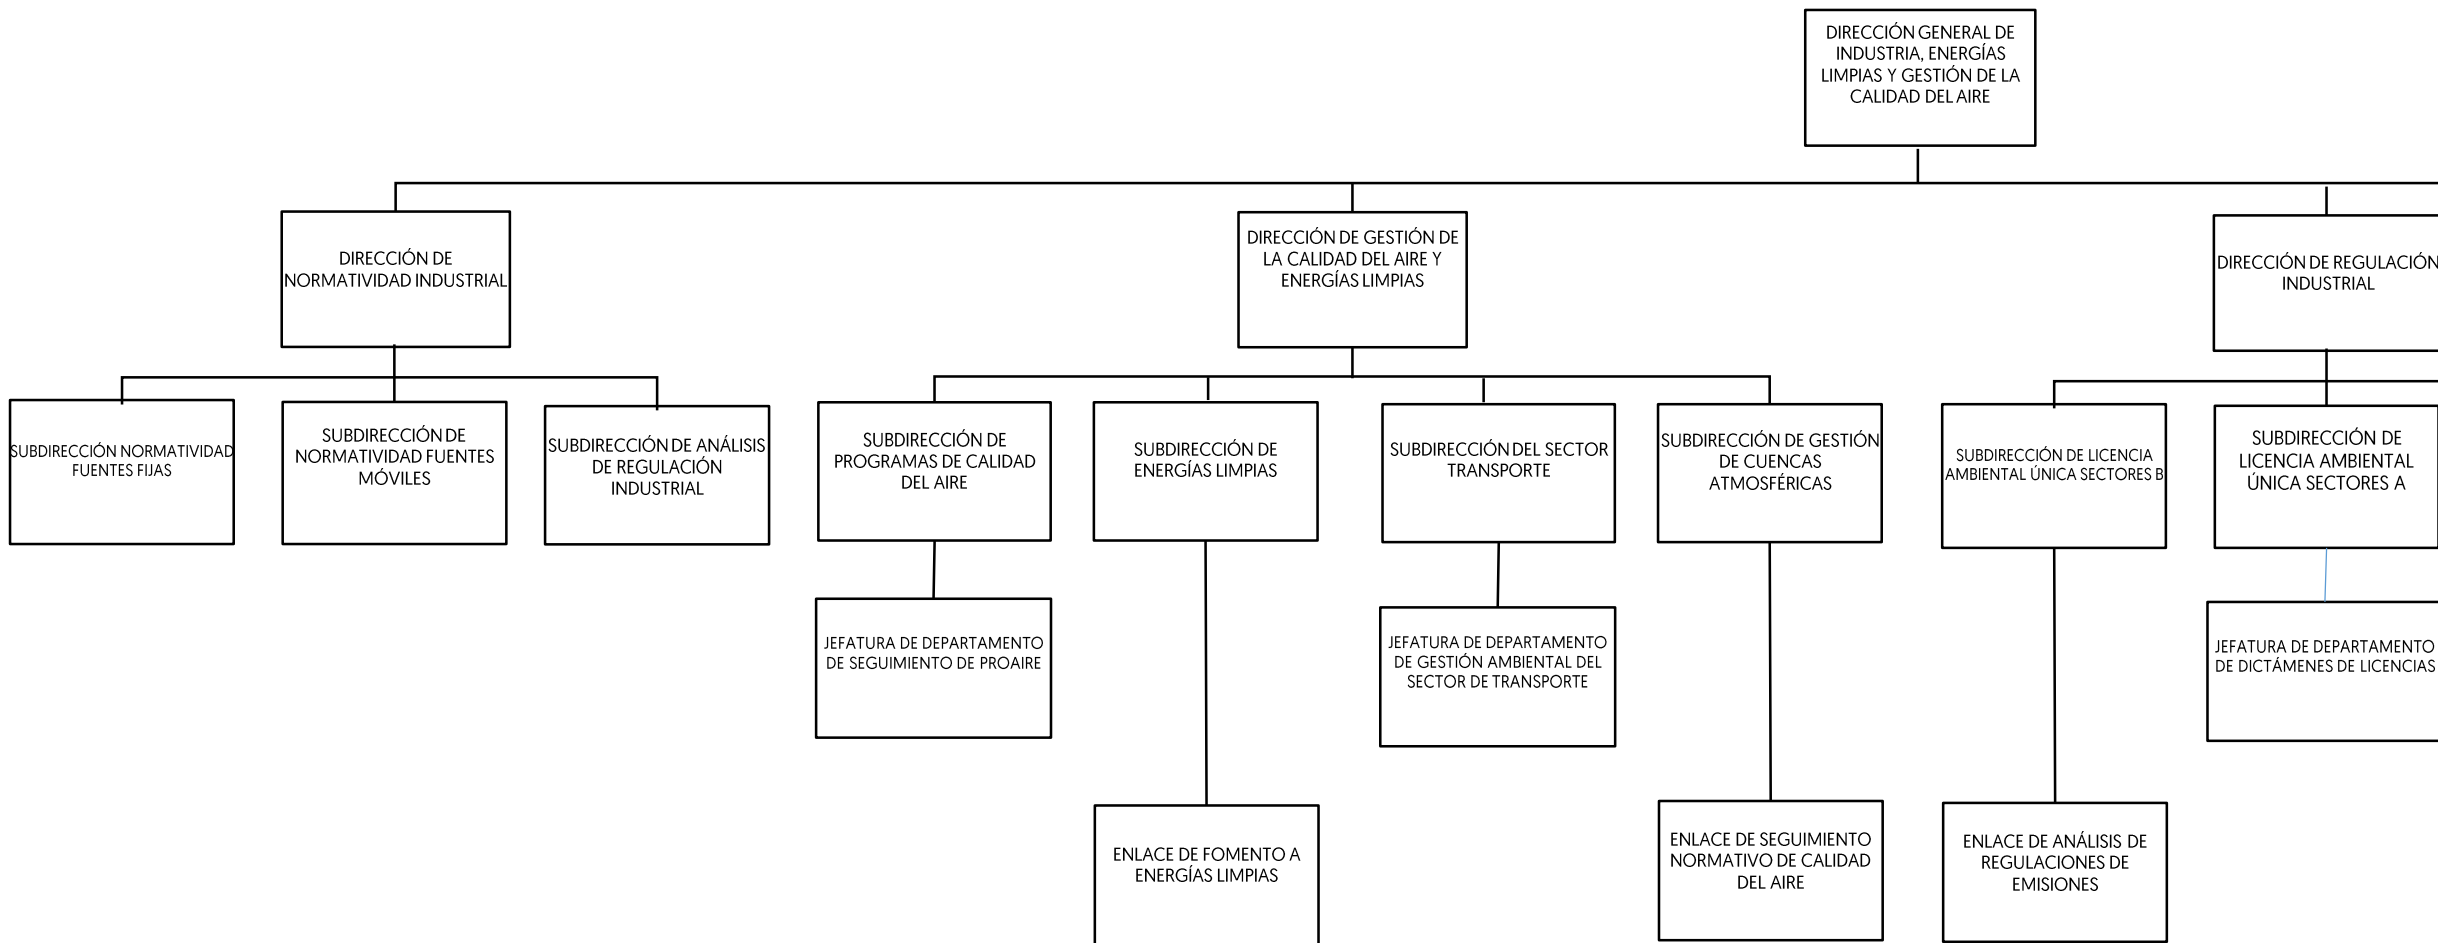 DIRECCIÓN GENERAL DE
INDUSTRIA, ENERGÍAS
LIMPIAS Y GESTIÓN DE LA
CALIDAD DEL AIRE
DIRECCIÓN DE
NORMATIVIDAD INDUSTRIAL
DIRECCIÓN DE GESTIÓN DE
LA CALIDAD DEL AIRE Y
ENERGÍAS LIMPIAS
DIRECCIÓN DE REGULACIÓN
INDUSTRIAL
SUBDIRECCIÓN NORMATIVIDAD
FUENTES FIJAS
SUBDIRECCIÓN DE
NORMATIVIDAD FUENTES
MÓVILES
SUBDIRECCIÓN DE ANÁLISIS
DE REGULACIÓN
INDUSTRIAL
SUBDIRECCIÓN DE
PROGRAMAS DE CALIDAD
DEL AIRE
SUBDIRECCIÓN DE
ENERGÍAS LIMPIAS
SUBDIRECCIÓN DEL SECTOR
TRANSPORTE
SUBDIRECCIÓN DE GESTIÓN
DE CUENCAS
ATMOSFÉRICAS
SUBDIRECCIÓN DE LICENCIA
AMBIENTAL ÚNICA SECTORES B
SUBDIRECCIÓN DE
LICENCIA AMBIENTAL
ÚNICA SECTORES A
JEFATURA DE DEPARTAMENTO
DE SEGUIMIENTO DE PROAIRE
JEFATURA DE DEPARTAMENTO
DE GESTIÓN AMBIENTAL DEL
SECTOR DE TRANSPORTE
JEFATURA DE DEPARTAMENTO
DE DICTÁMENES DE LICENCIAS
ENLACE DE FOMENTO A
ENERGÍAS LIMPIAS
ENLACE DE SEGUIMIENTO
NORMATIVO DE CALIDAD
DEL AIRE
ENLACE DE ANÁLISIS DE
REGULACIONES DE
EMISIONES